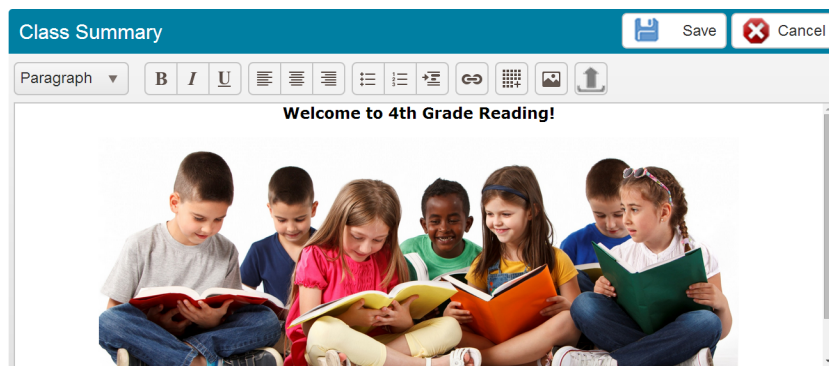 Class Summary
Save
Cancel
Paragraph
B I U
Welcome to 4th Grade Reading!